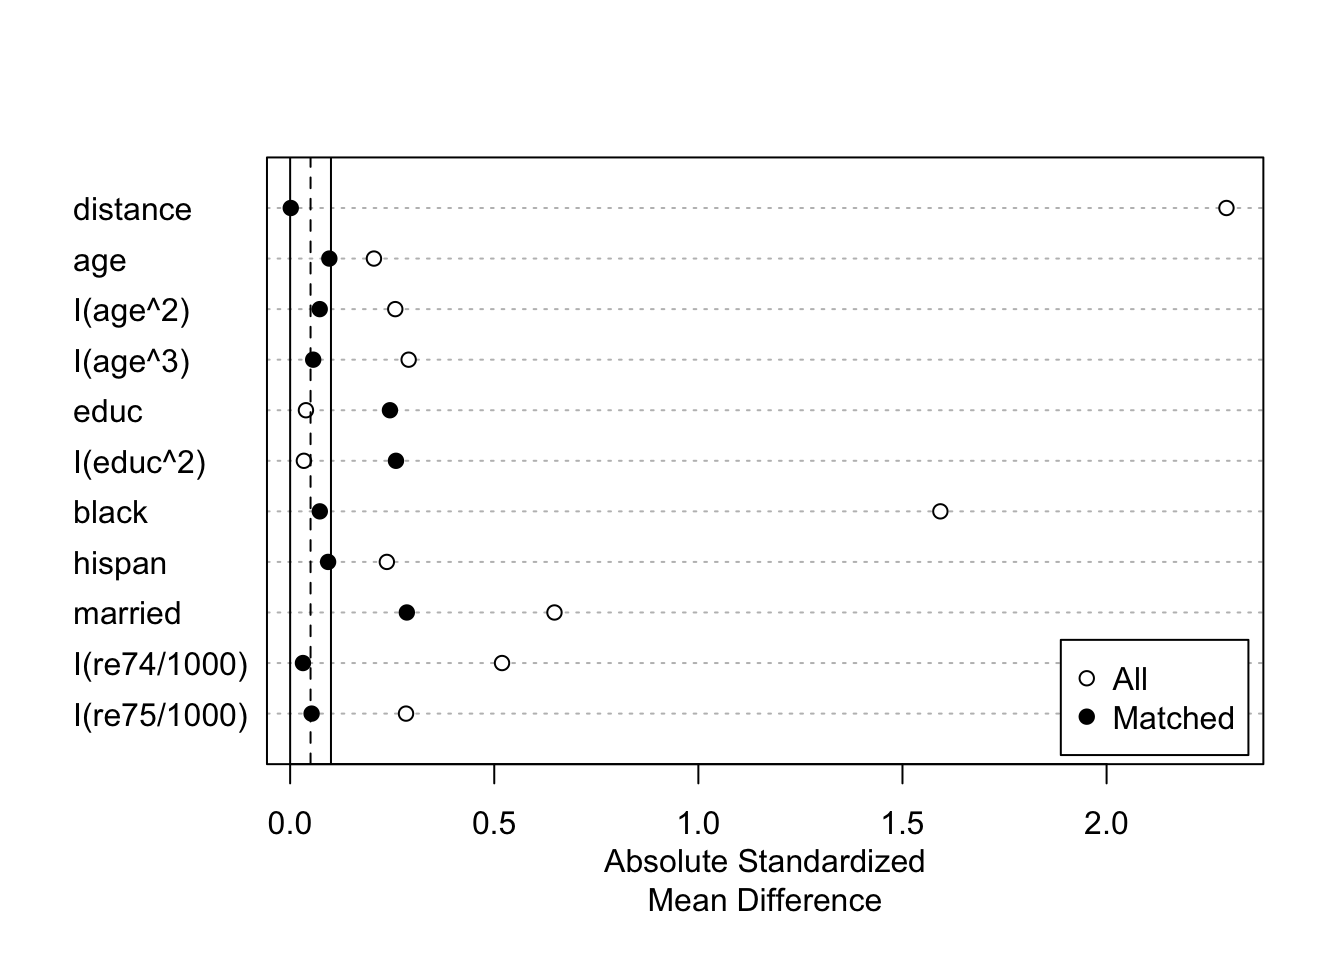 distance
age
I(age^2)
I(age^3)
educ
I(educ^2)
black
hispan
married
I(re74/1000)
I(re75/1000)
All
Matched
0.0 0.5 1.0 1.5 2.0
Absolute Standardized
Mean Difference